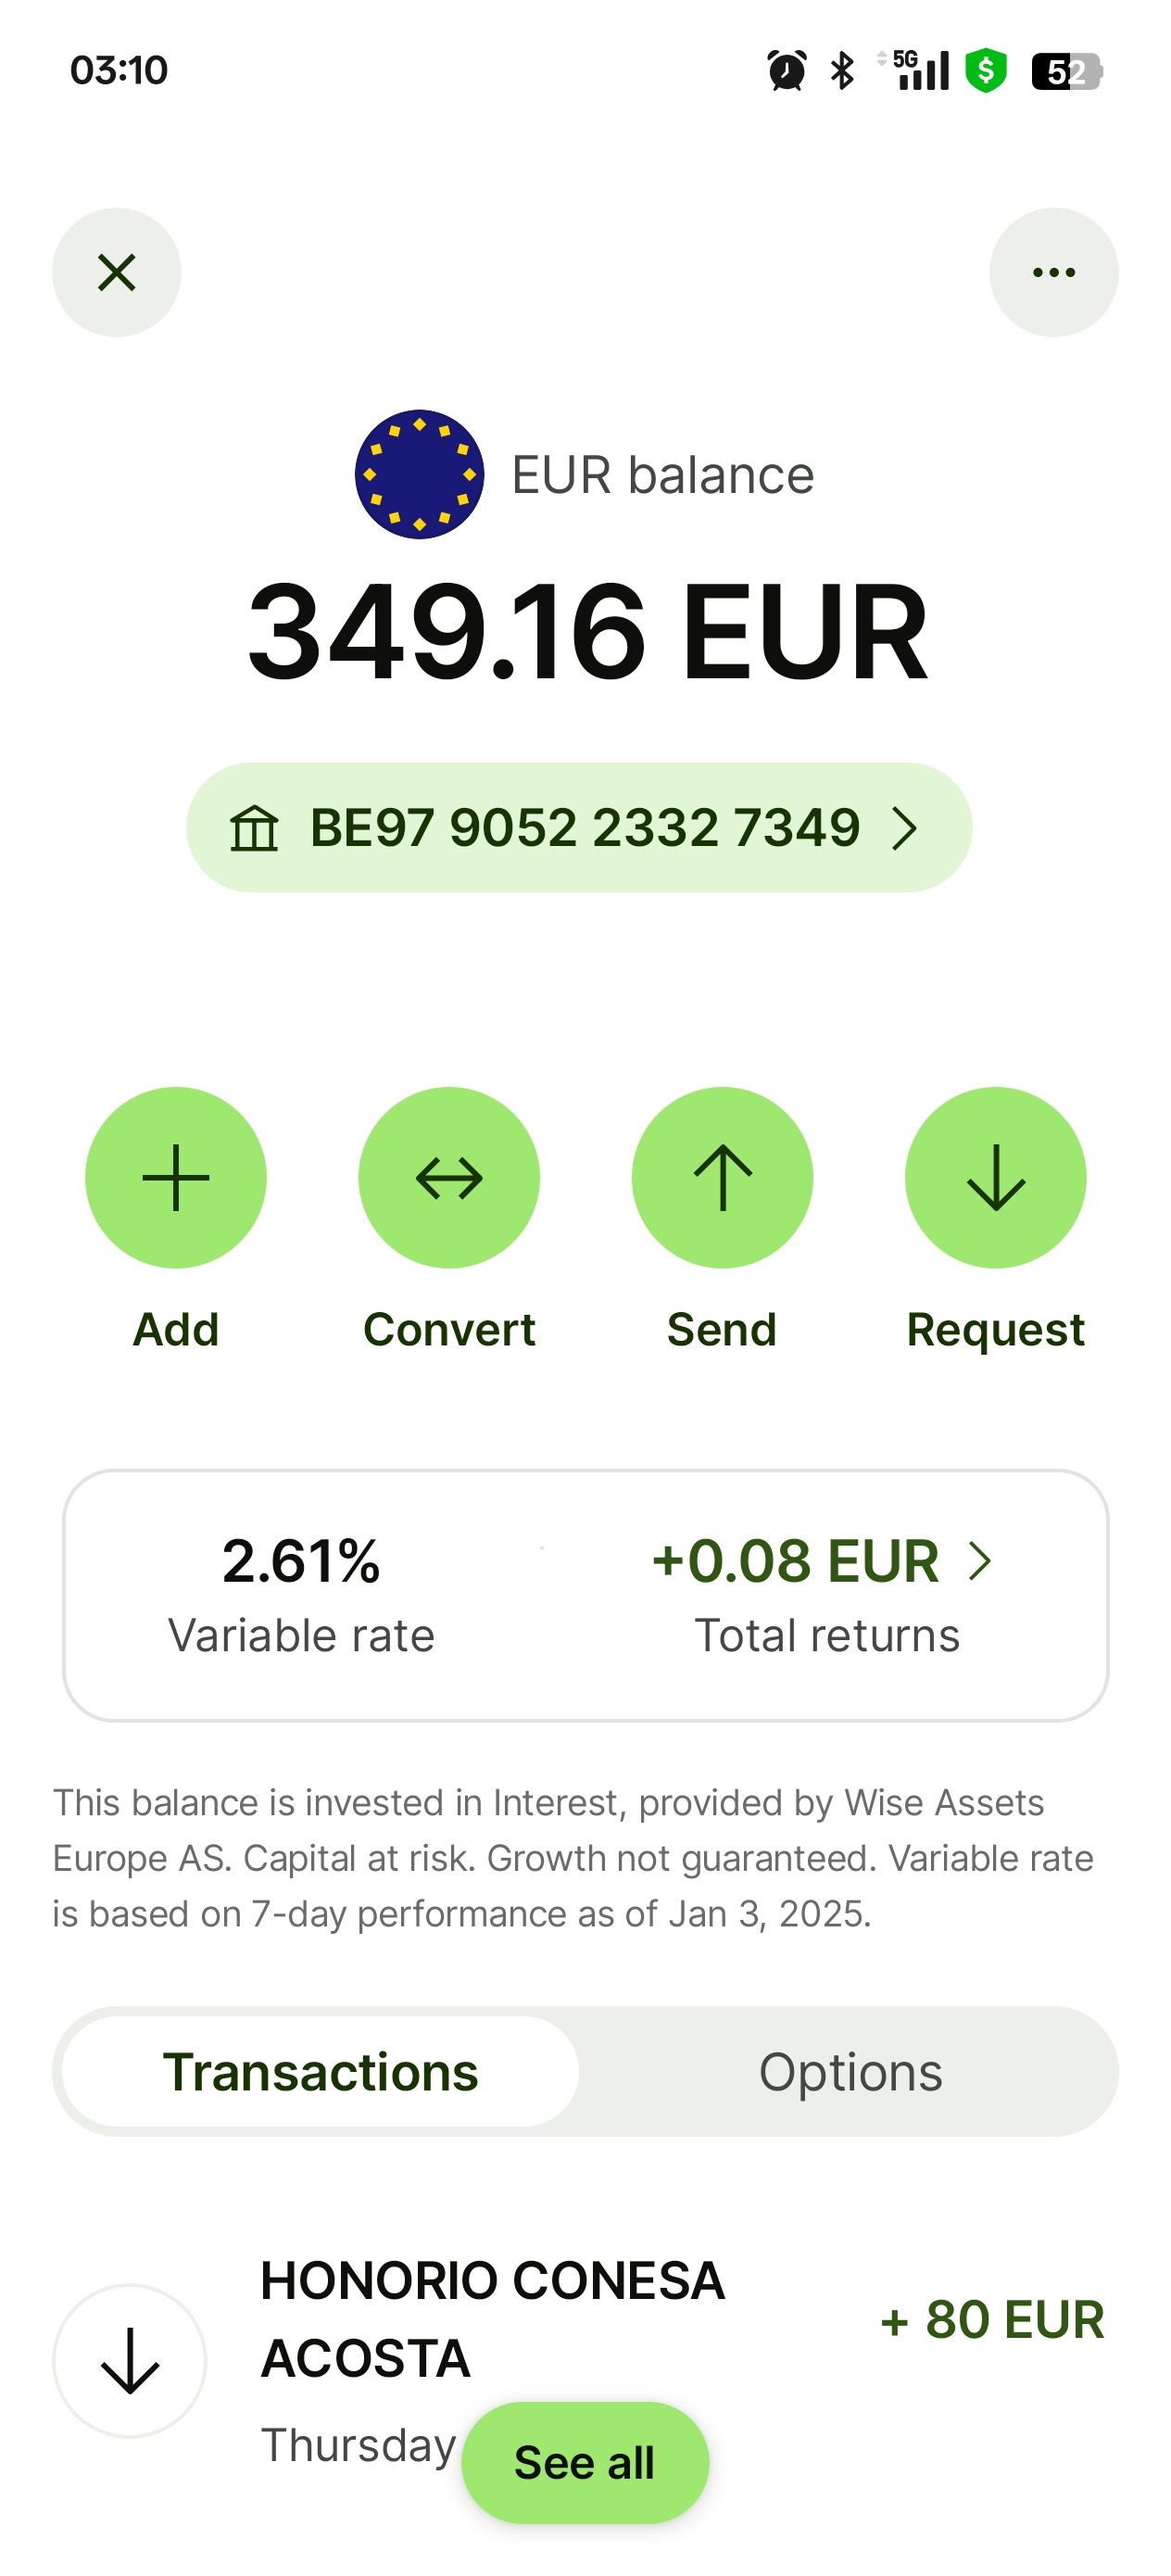 03:10
5G
52
EUR balance
349.16 EUR
BE97 9052 2332 7349
Add
Convert
Send
Request
2.61%
+0.08 EUR
Variable rate
Total returns
This balance is invested in Interest, provided by Wise Assets
Europe AS. Capital at risk. Growth not guaranteed. Variable rate
is based on 7-day performance as of Jan 3, 2025.
Transactions
Options
HONORIO CONESA
ACOSTA
+ 80 EUR
Thursday
See all